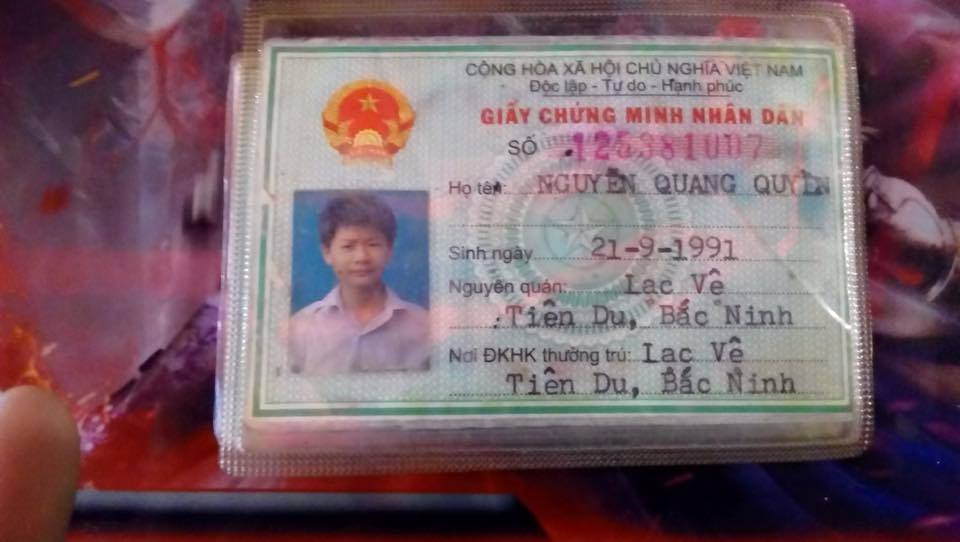 CỘNG HÒA XÃ HỘI CHỦ NGHĨA VIỆT NAM
Độc lập - Tự do - Hạnh phúc
GIẤY CHỨNG MINH NHÂN DÂN
SỐ 125381007
Họ tên: NGUYỄN QUANG QUYỀN
Sinh ngày 21-9-1991
Nguyên quán: Lạc Vệ
Tiên Du, Bắc Ninh
Nơi ĐKHK thường trú: Lạc Vệ
Tiên Du, Bắc Ninh